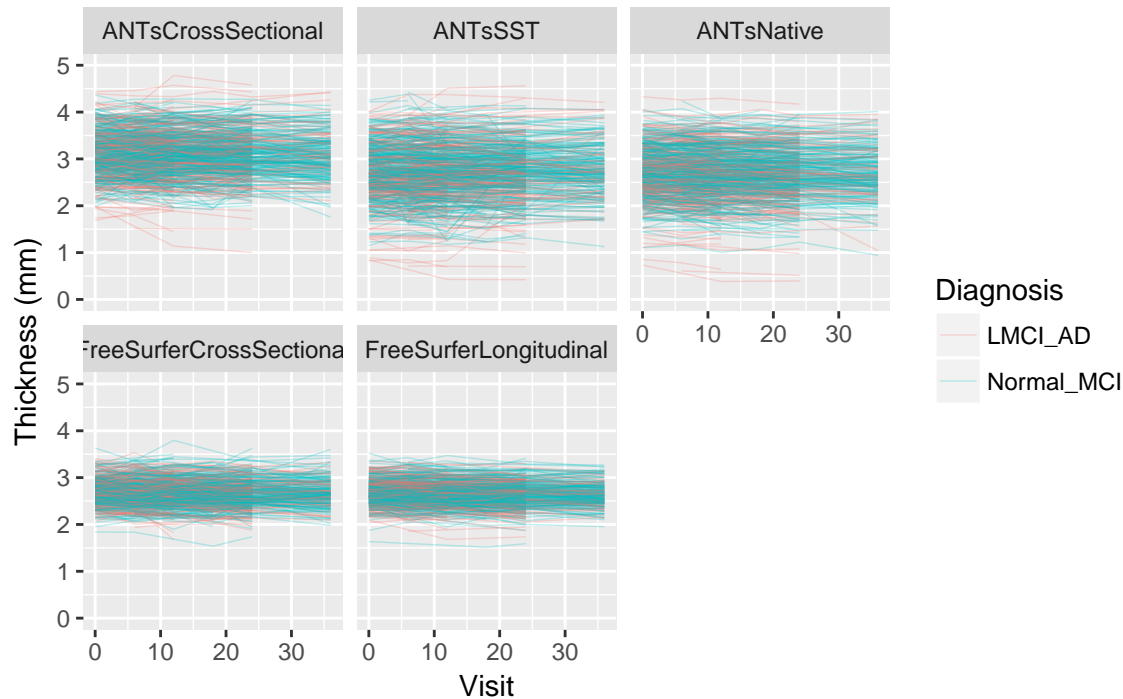 ANTsCrossSectional ANTsSST ANTsNative
5
4
3
2
1
0
0 10 20 30
FreeSurferCrossSectiona FreeSurferLongitudinal
5
4
3
2
1
0
0 10 20 30 0 10 20 30
Thickness (mm)
Visit
Diagnosis
LMCI_AD
Normal_MCI